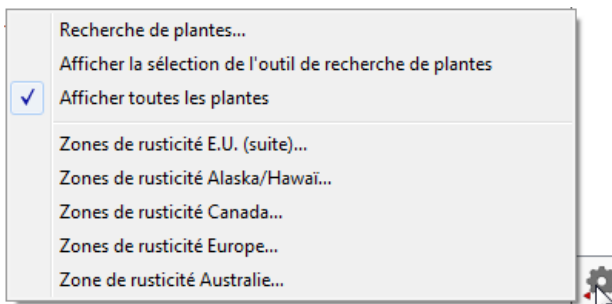 Recherche de plantes...
Afficher la sélection de l'outil de recherche de plantes
Afficher toutes les plantes
Zones de rusticité E.U. (suite)...
Zones de rusticité Alaska/Hawaï...
Zones de rusticité Canada...
Zones de rusticité Europe...
Zone de rusticité Australie...